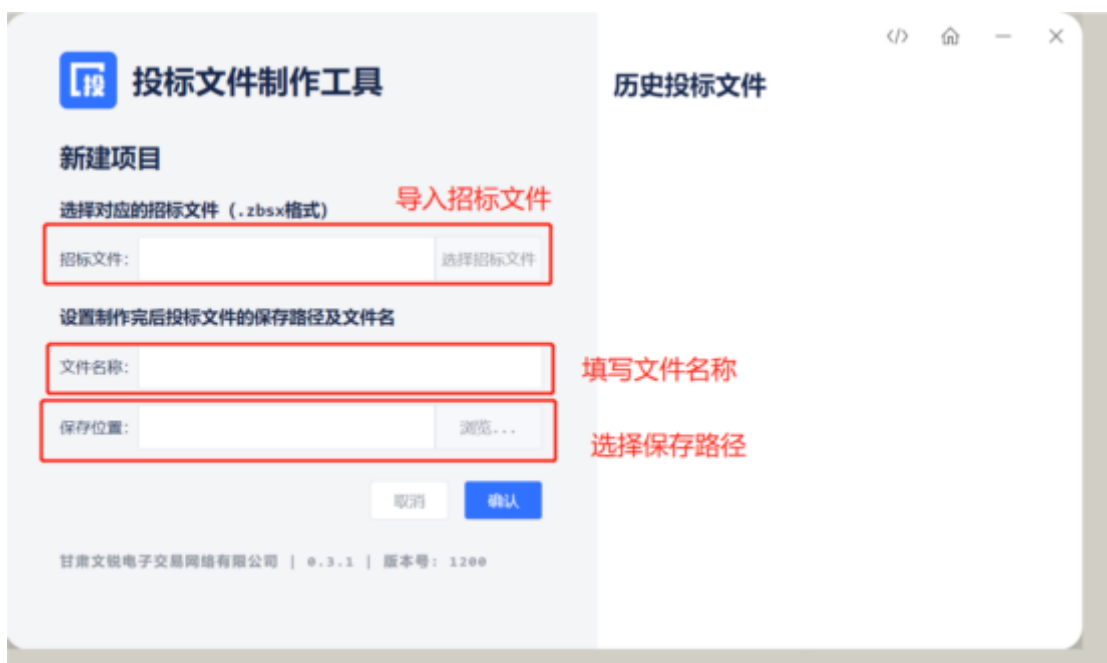 投
投标文件制作工具
历史投标文件
新建项目
导入招标文件
选择对应的招标文件（.zbsx格式）
招标文件：
选择招标文件
设置制作完后投标文件的保存路径及文件名
文件名称：
填写文件名称
保存位置：
浏览...
选择保存路径
取消
确认
甘肃文锐电子交易网络有限公司 | 0.3.1 | 版本号: 1200